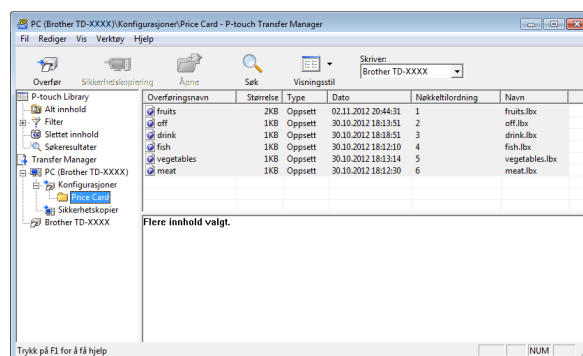 PC (Brother TD-XXXX)\Konfigurasjoner\Price Card - P-touch Transfer Manager
Fil Rediger Vis Verktøy Hjelp
Overfør Sikkerhetskopiering Åpne Søk Visningsstil
Skriver:
Brother TD-XXXX
P-touch Library
Alt innhold
Filter
Slettet innhold
Søkeresultater
Transfer Manager
PC (Brother TD-XXXX)
Konfigurasjoner
Price Card
Sikkerhetskopier
Brother TD-XXXX
Overføringsnavn Størrelse Type Dato Nøkkeltilordning Navn
fruits 2KB Oppsett 02.11.2012 20:44:31 1 fruits.lbx
off 1KB Oppsett 30.10.2012 18:13:51 2 off.lbx
drink 1KB Oppsett 30.10.2012 18:18:51 3 drink.lbx
fish 1KB Oppsett 30.10.2012 18:12:10 4 fish.lbx
vegetables 1KB Oppsett 30.10.2012 18:13:14 5 vegetables.lbx
meat 1KB Oppsett 30.10.2012 18:12:30 6 meat.lbx
Flere innhold valgt.
Trykk på F1 for å få hjelp
NUM